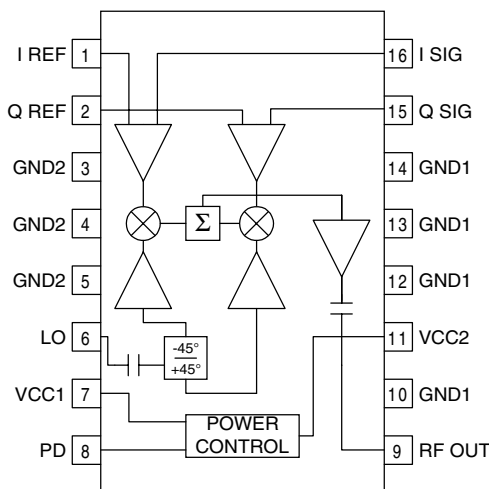 I REF 1 16 I SIG
Q REF 2 15 Q SIG
GND2 3 14 GND1
GND2 4 Σ 13 GND1
GND2 5 12 GND1
LO 6 -45° 11 VCC2
+45°
VCC1 7 POWER 10 GND1
CONTROL
PD 8 9 RF OUT